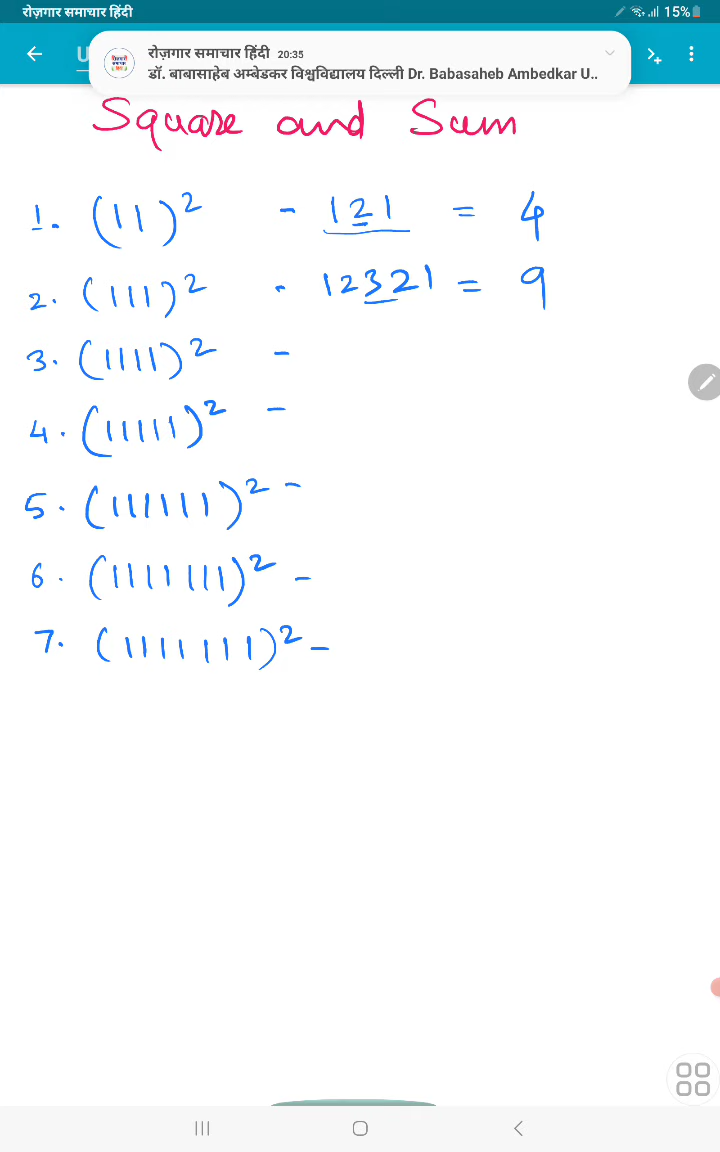 रोज़गार समाचार हिंदी 15%
U
रोज़गार समाचार हिंदी 20:35
डॉ. बाबासाहेब अम्बेडकर विश्वविद्यालय दिल्ली Dr. Babasaheb Ambedkar U..
Square and Sum
1. (11)² - 121 = 4
2. (111)² - 12321 = 9
3. (1111)² -
4. (11111)² -
5. (111111)² -
6. (1111111)² -
7. (1111111)² -